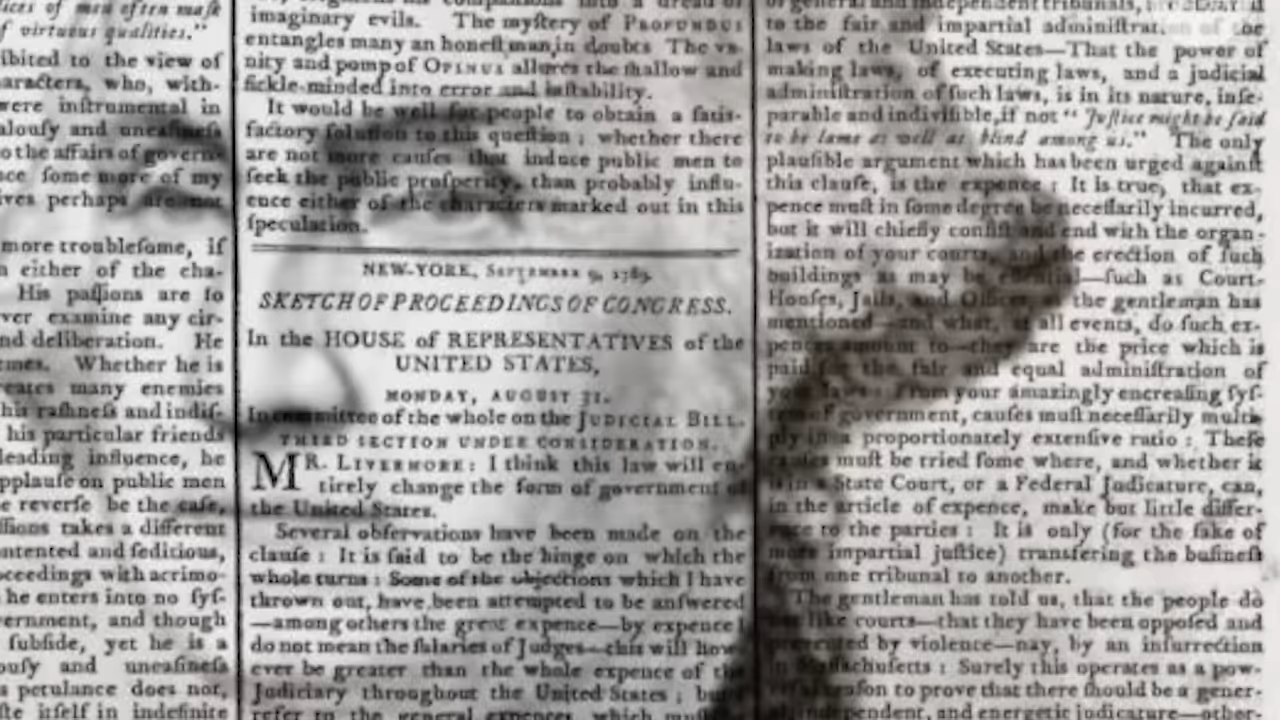 lices of men often maſk
f virtuous qualities."
ibited to the view of
aracters, who, with-
were inſtrumental in
alouſy and uneaſineſs
o the affairs of govern-
nce ſome more of my
ives perhaps are not
more troubleſome, if
n either of the cha-
His paſſions are ſo
ver examine any cir-
nd deliberation. He
mes. Whether he is
reates many enemies
his raſhneſs and indiſ-
his particular friends
leading influence, he
pplauſe on public men
e reverſe be the caſe,
ſſions takes a different
ntented and ſeditious,
ceedings with acrimo-
he enters into no ſyſ-
vernment, and though
ſubſide, yet he is a
ouſy and uneaſineſs
s petulance does not,
ſte itſelf in indefinite
imaginary evils. The myſtery of PROFUNDUS
entangles many an honeſt man in doubts The va-
nity and pomp of OPINUS allures the ſhallow and
fickle-minded into error and inſtability.
It would be well for people to obtain a ſatis-
factory ſolution to this queſtion ; whether there
are not more cauſes that induce public men to
ſeek the public proſperity, than probably influ-
ence either of the characters marked out in this
ſpeculation.
NEW-YORK, SEPTEMBER 9, 1789.
SKETCH OF PROCEEDINGS OF CONGRESS.
In the HOUSE of REPRESENTATIVES of the
UNITED STATES,
MONDAY, AUGUST 31.
In committee of the whole on the JUDICIAL BILL.
THIRD SECTION UNDER CONSIDERATION.
MR. LIVERMORE : I think this law will en-
tirely change the form of government of
the United States.
Several obſervations have been made on the
clauſe : It is ſaid to be the hinge on which the
whole turns : Some of the objections which I have
thrown out, have been attempted to be anſwered
—among others the great expence—by expence I
do not mean the ſalaries of Judges—this will how-
ever be greater than the whole expence of the
Judiciary throughout the United States ; but I
refer to the general expences, which muſt
of general and independent tribunals,
to the fair and impartial adminiſtration of the
laws of the United States—That the power of
making laws, of executing laws, and a judicial
adminiſtration of ſuch laws, is in its nature, inſe-
parable and indiviſible, if not " Juſtice might be ſaid
to be lame as well as blind among us." The only
plauſible argument which has been urged againſt
this clauſe, is the expence : It is true, that ex-
pence muſt in ſome degree be neceſſarily incurred,
but it will chiefly conſiſt and end with the organ-
ization of your courts, and the erection of ſuch
buildings as may be eſſential—ſuch as Court-
Houſes, Jails, and Offices, as the gentleman has
mentioned—and what, at all events, do ſuch ex-
pences amount to—they are the price which is
paid for the fair and equal adminiſtration of
your laws : From your amazingly encreaſing ſyſ-
tem of government, cauſes muſt neceſſarily multi-
ply in a proportionately extenſive ratio : Theſe
cauſes muſt be tried ſome where, and whether it
is in a State Court, or a Federal Judicature, can,
in the article of expence, make but little differ-
ence to the parties : It is only (for the ſake of
more impartial juſtice) transfering the buſineſs
from one tribunal to another.
The gentleman has told us, that the people do
not like courts—that they have been oppoſed and
prevented by violence—nay, by an inſurrection
in Maſſachuſetts : Surely this operates as a pow-
erful reaſon to prove that there ſhould be a gener-
al, independent, and energetic judicature—other-